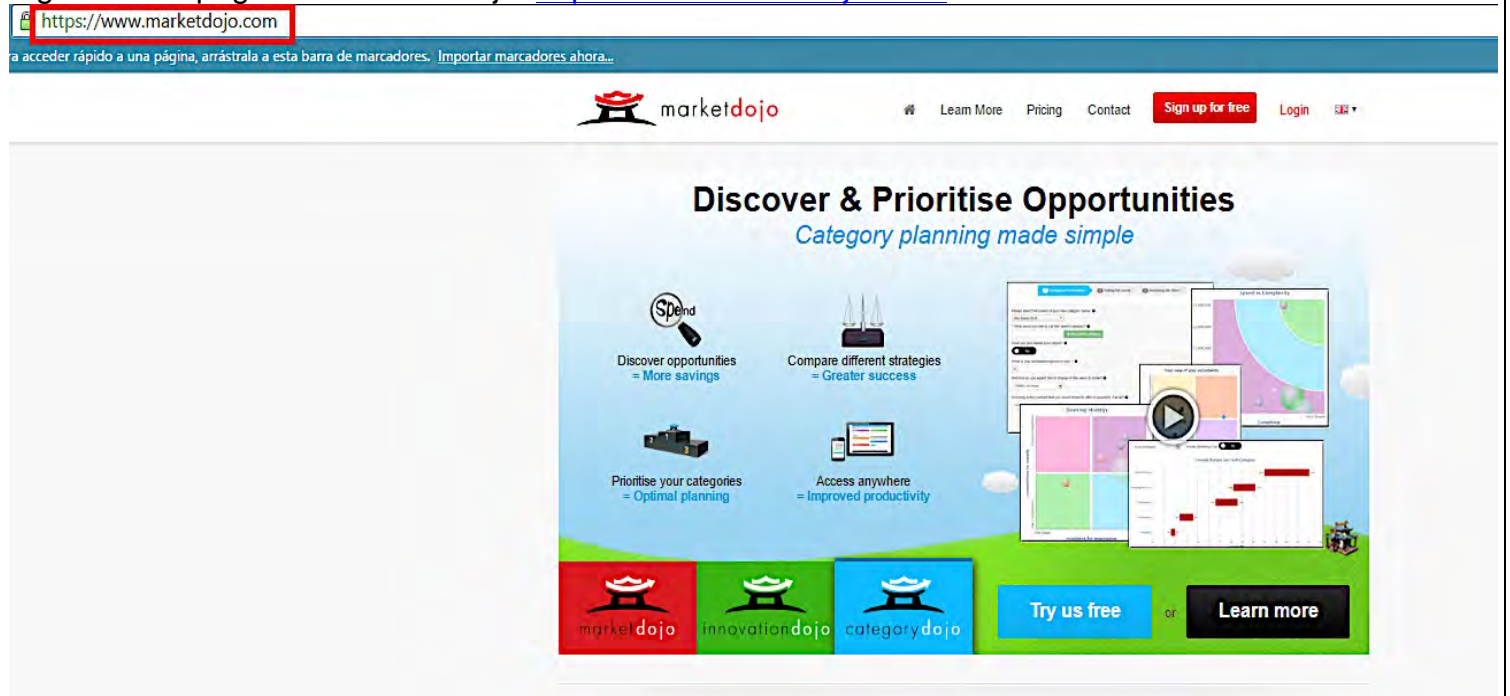 https://www.marketdojo.com
ra acceder rápido a una página, arrástrala a esta barra de marcadores. Importar marcadores ahora...
marketdojo
Learn More Pricing Contact Sign up for free Login
Discover & Prioritise Opportunities
Category planning made simple
Spend
Discover opportunities
= More savings
Compare different strategies
= Greater success
Prioritise your categories
= Optimal planning
Access anywhere
= Improved productivity
Sourcing strategy
marketdojo innovationdojo categorydojo
Try us free or Learn more